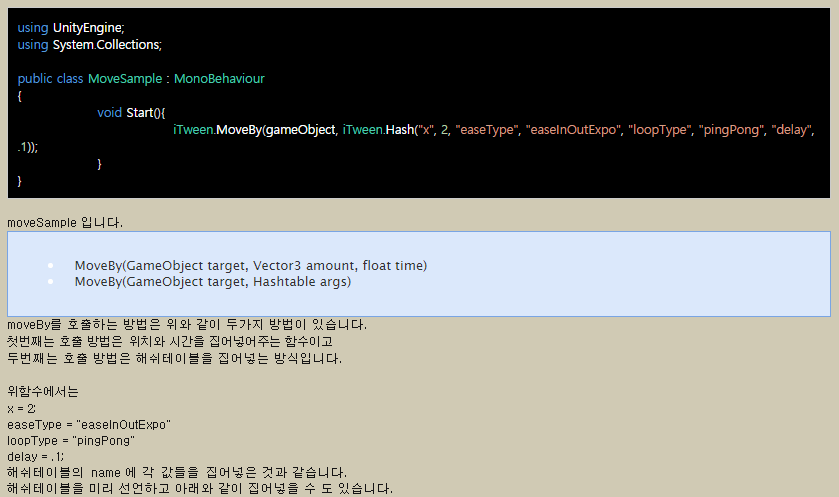 using UnityEngine;
using System.Collections;
public class MoveSample : MonoBehaviour
{
void Start(){
iTween.MoveBy(gameObject, iTween.Hash("x", 2, "easeType", "easeInOutExpo", "loopType", "pingPong", "delay",
.1));
}
}
moveSample 입니다.
MoveBy(GameObject target, Vector3 amount, float time)
MoveBy(GameObject target, Hashtable args)
moveBy를 호출하는 방법은 위와 같이 두가지 방법이 있습니다.
첫번째는 호출 방법은 위치와 시간을 집어넣어주는 함수이고
두번째는 호출 방법은 해쉬테이블을 집어넣는 방식입니다.
위함수에서는
x = 2;
easeType = "easeInOutExpo"
loopType = "pingPong"
delay = .1;
해쉬테이블의 name 에 각 값들을 집어넣은 것과 같습니다.
해쉬테이블을 미리 선언하고 아래와 같이 집어넣을 수 도 있습니다.